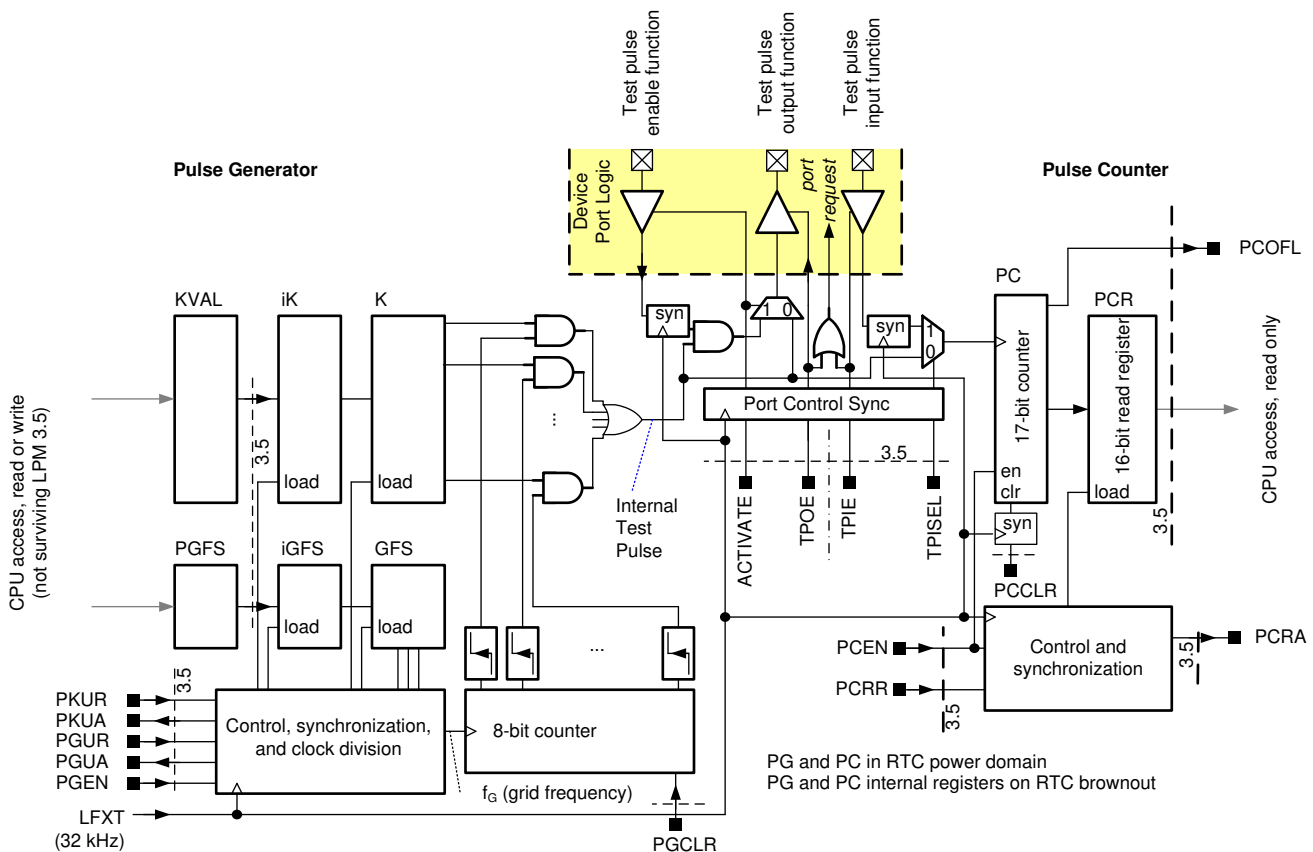 Test pulse
enable function
Test pulse
output function
Test pulse
input function
Pulse Generator
Pulse Counter
Device
Port Logic
port
request
PCOFL
KVAL
iK
K
PC
PCR
syn
1 0
syn
1
0
17-bit counter
16-bit read register
CPU access, read or write
(not surviving LPM 3.5)
CPU access, read only
3.5
load
load
...
Port Control Sync
3.5
en
clr
load
3.5
Internal
Test
Pulse
ACTIVATE
TPOE
TPIE
TPISEL
syn
PCCLR
PGFS
iGFS
GFS
load
load
...
PCEN
PCRR
3.5
Control and
synchronization
3.5
PCRA
PKUR
PKUA
PGUR
PGUA
PGEN
3.5
Control, synchronization,
and clock division
8-bit counter
fG (grid frequency)
LFXT
(32 kHz)
PGCLR
PG and PC in RTC power domain
PG and PC internal registers on RTC brownout